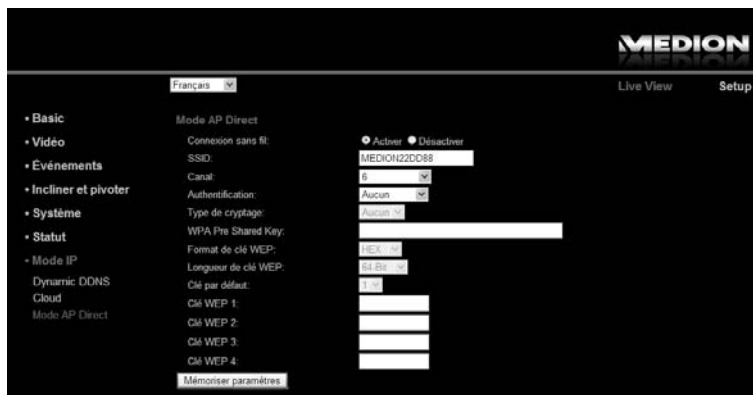 MEDION
Français
Live View Setup
• Basic
• Vidéo
• Événements
• Incliner et pivoter
• Système
• Statut
• Mode IP
Dynamic DDNS
Cloud
Mode AP Direct
Mode AP Direct
Connexion sans fil: Activer Désactiver
SSID: MEDION22DD88
Canal: 6
Authentification: Aucun
Type de cryptage: Aucun
WPA Pre Shared Key:
Format de clé WEP: HEX
Longueur de clé WEP: 64-Bit
Clé par défaut: 1
Clé WEP 1:
Clé WEP 2:
Clé WEP 3:
Clé WEP 4:
Mémoriser paramètres